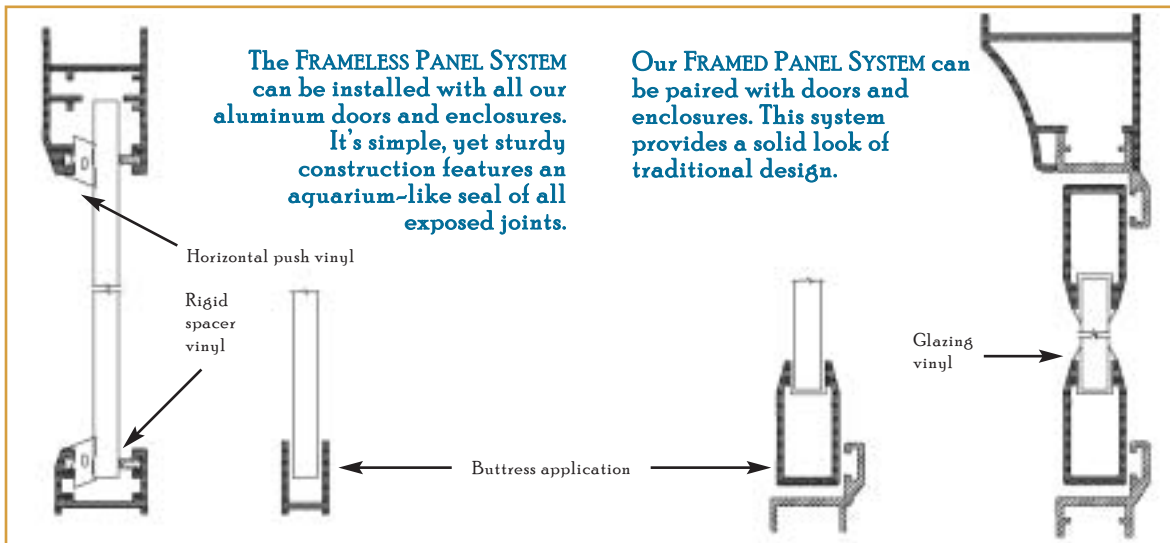 The FRAMELESS PANEL SYSTEM
can be installed with all our
aluminum doors and enclosures.
It's simple, yet sturdy
construction features an
aquarium-like seal of all
exposed joints.
Our FRAMED PANEL SYSTEM can
be paired with doors and
enclosures. This system
provides a solid look of
traditional design.
Horizontal push vinyl
Rigid
spacer
vinyl
Glazing
vinyl
Buttress application